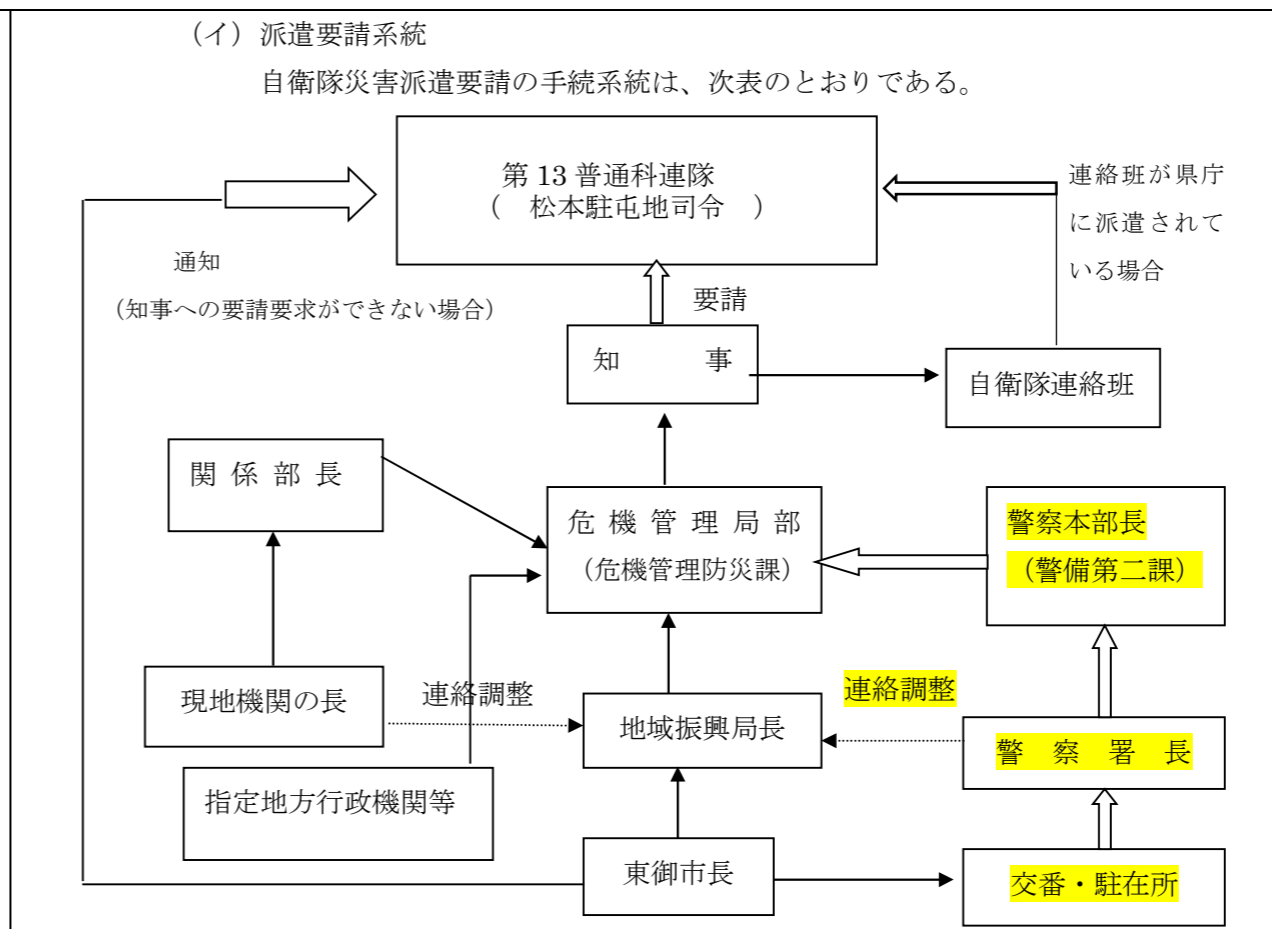 （イ）派遣要請系統
自衛隊災害派遣要請の手続系統は、次表のとおりである。
第 13 普通科連隊
（　松本駐屯地司令　）
連絡班が県庁
に派遣されて
いる場合
通知
（知事への要請要求ができない場合）
要請
知　　事
自衛隊連絡班
関 係 部 長
危 機 管 理 局 部
（危機管理防災課）
警察本部長
（警備第二課）
現地機関の長
連絡調整
地域振興局長
連絡調整
警　察　署　長
指定地方行政機関等
東御市長
交番・駐在所